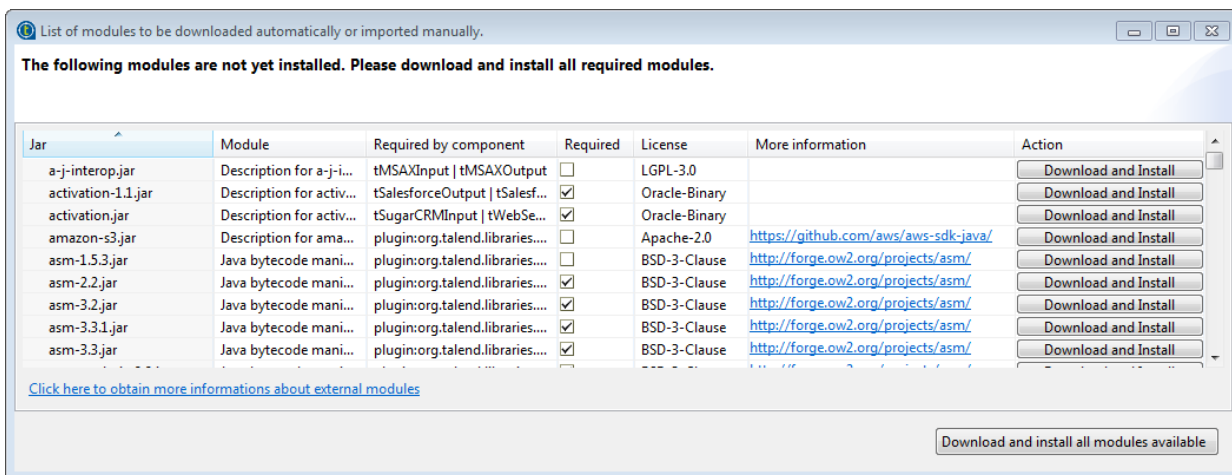 List of modules to be downloaded automatically or imported manually.
The following modules are not yet installed. Please download and install all required modules.
Jar Module Required by component Required License More information Action
a-j-interop.jar Description for a-j-i... tMSAXInput | tMSAXOutput LGPL-3.0 Download and Install
activation-1.1.jar Description for activ... tSalesforceOutput | tSalesf... Oracle-Binary Download and Install
activation.jar Description for activ... tSugarCRMInput | tWebSe... Oracle-Binary Download and Install
amazon-s3.jar Description for ama... plugin:org.talend.libraries.... Apache-2.0 https://github.com/aws/aws-sdk-java/ Download and Install
asm-1.5.3.jar Java bytecode mani... plugin:org.talend.libraries.... BSD-3-Clause http://forge.ow2.org/projects/asm/ Download and Install
asm-2.2.jar Java bytecode mani... plugin:org.talend.libraries.... BSD-3-Clause http://forge.ow2.org/projects/asm/ Download and Install
asm-3.2.jar Java bytecode mani... plugin:org.talend.libraries.... BSD-3-Clause http://forge.ow2.org/projects/asm/ Download and Install
asm-3.3.1.jar Java bytecode mani... plugin:org.talend.libraries.... BSD-3-Clause http://forge.ow2.org/projects/asm/ Download and Install
asm-3.3.jar Java bytecode mani... plugin:org.talend.libraries.... BSD-3-Clause http://forge.ow2.org/projects/asm/ Download and Install
Click here to obtain more informations about external modules
Download and install all modules available